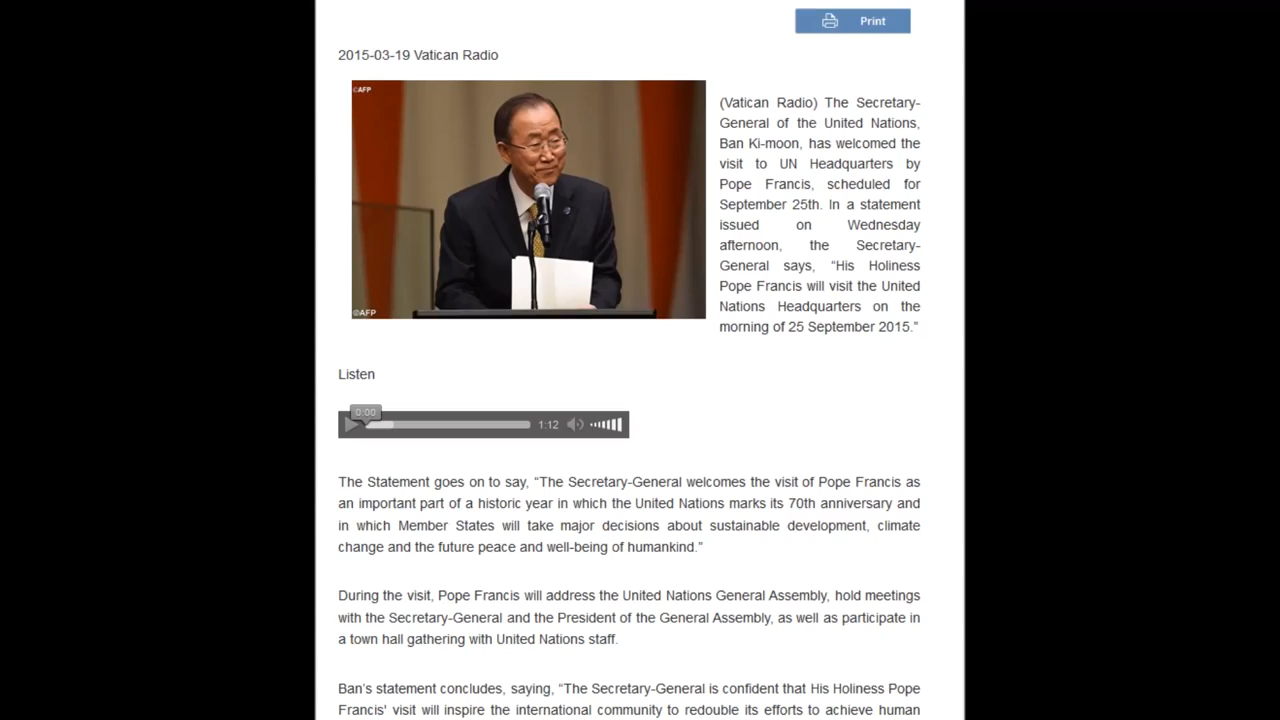 Print
2015-03-19 Vatican Radio
©AFP
©AFP
(Vatican Radio) The Secretary-
General of the United Nations,
Ban Ki-moon, has welcomed the
visit to UN Headquarters by
Pope Francis, scheduled for
September 25th. In a statement
issued on Wednesday
afternoon, the Secretary-
General says, “His Holiness
Pope Francis will visit the United
Nations Headquarters on the
morning of 25 September 2015.”
Listen
0:00
1:12
The Statement goes on to say, “The Secretary-General welcomes the visit of Pope Francis as
an important part of a historic year in which the United Nations marks its 70th anniversary and
in which Member States will take major decisions about sustainable development, climate
change and the future peace and well-being of humankind.”
During the visit, Pope Francis will address the United Nations General Assembly, hold meetings
with the Secretary-General and the President of the General Assembly, as well as participate in
a town hall gathering with United Nations staff.
Ban’s statement concludes, saying, “The Secretary-General is confident that His Holiness Pope
Francis' visit will inspire the international community to redouble its efforts to achieve human